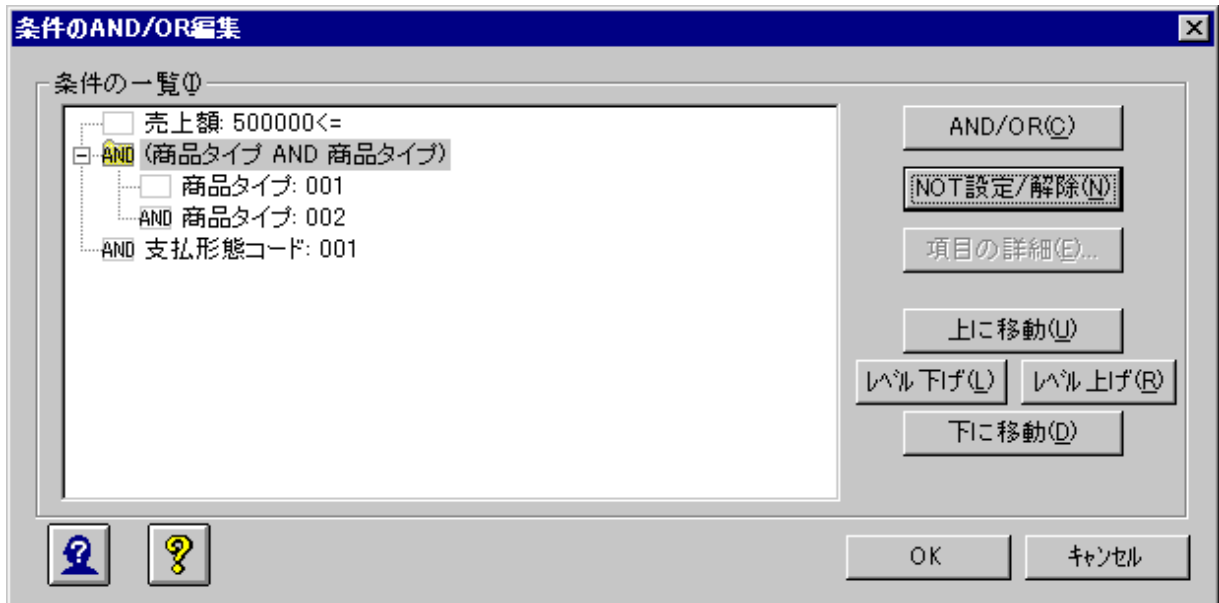 条件のAND/OR編集
条件の一覧(I)
売上額: 500000<=
AND (商品タイプ AND 商品タイプ)
商品タイプ: 001
AND 商品タイプ: 002
AND 支払形態コード: 001
AND/OR(C)
NOT設定/解除(N)
項目の詳細(E)...
上に移動(U)
ﾚﾍﾞﾙ下げ(L) ﾚﾍﾞﾙ上げ(R)
下に移動(D)
OK ｷｬﾝｾﾙ